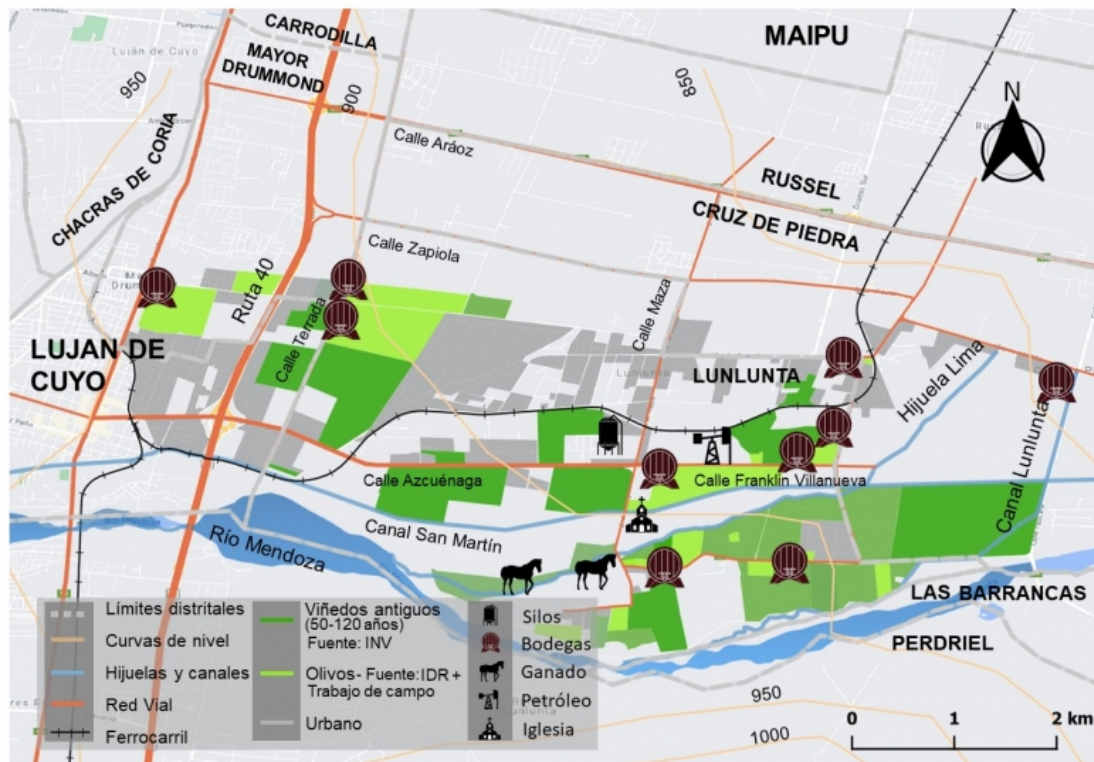 CARRODILLA
MAIPU
MAYOR
DRUMMOND
Luján de Cuyo
950
900
850
N
Calle Aráoz
CHACRAS DE CORIA
RUSSEL
CRUZ DE PIEDRA
Calle Zapiola
Ruta 40
Calle Terrada
Calle Maza
LUJAN DE
CUYO
LUNLUNTA
Lunlunta
Hijuela Lima
Canal Lunlunta
Calle Azcuénaga
Calle Franklin Villanueva
Canal San Martín
Río Mendoza
LAS BARRANCAS
PERDRIEL
950
1000
Límites distritales
Curvas de nivel
Hijuelas y canales
Red Vial
Ferrocarril
Viñedos antiguos
(50-120 años)
Fuente: INV
Olivos- Fuente:IDR +
Trabajo de campo
Urbano
Silos
Bodegas
Ganado
Petróleo
Iglesia
0 1 2 km